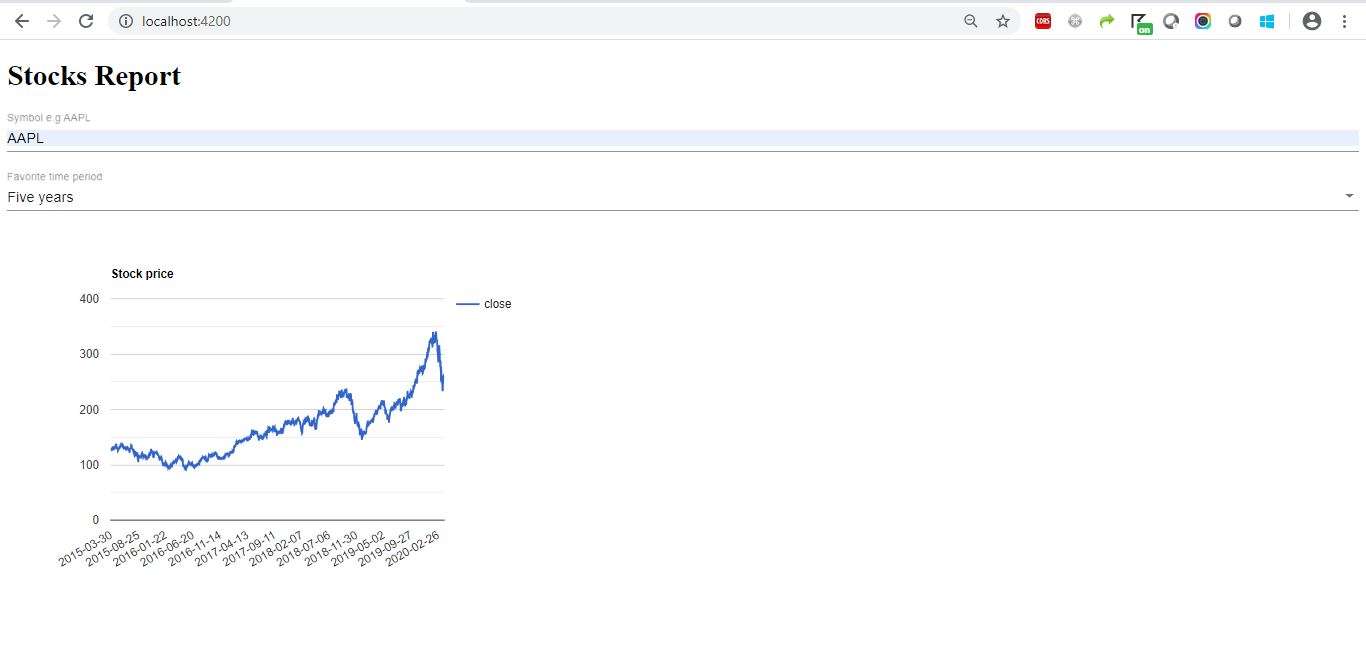 localhost:4200
CORS
on
Stocks Report
Symbol e.g AAPL
AAPL
Favorite time period
Five years
Stock price
400
close
300
200
100
0
2015-03-30
2015-08-25
2016-01-22
2016-06-20
2016-11-14
2017-04-13
2017-09-11
2018-02-07
2018-07-06
2018-11-30
2019-05-02
2019-09-27
2020-02-26